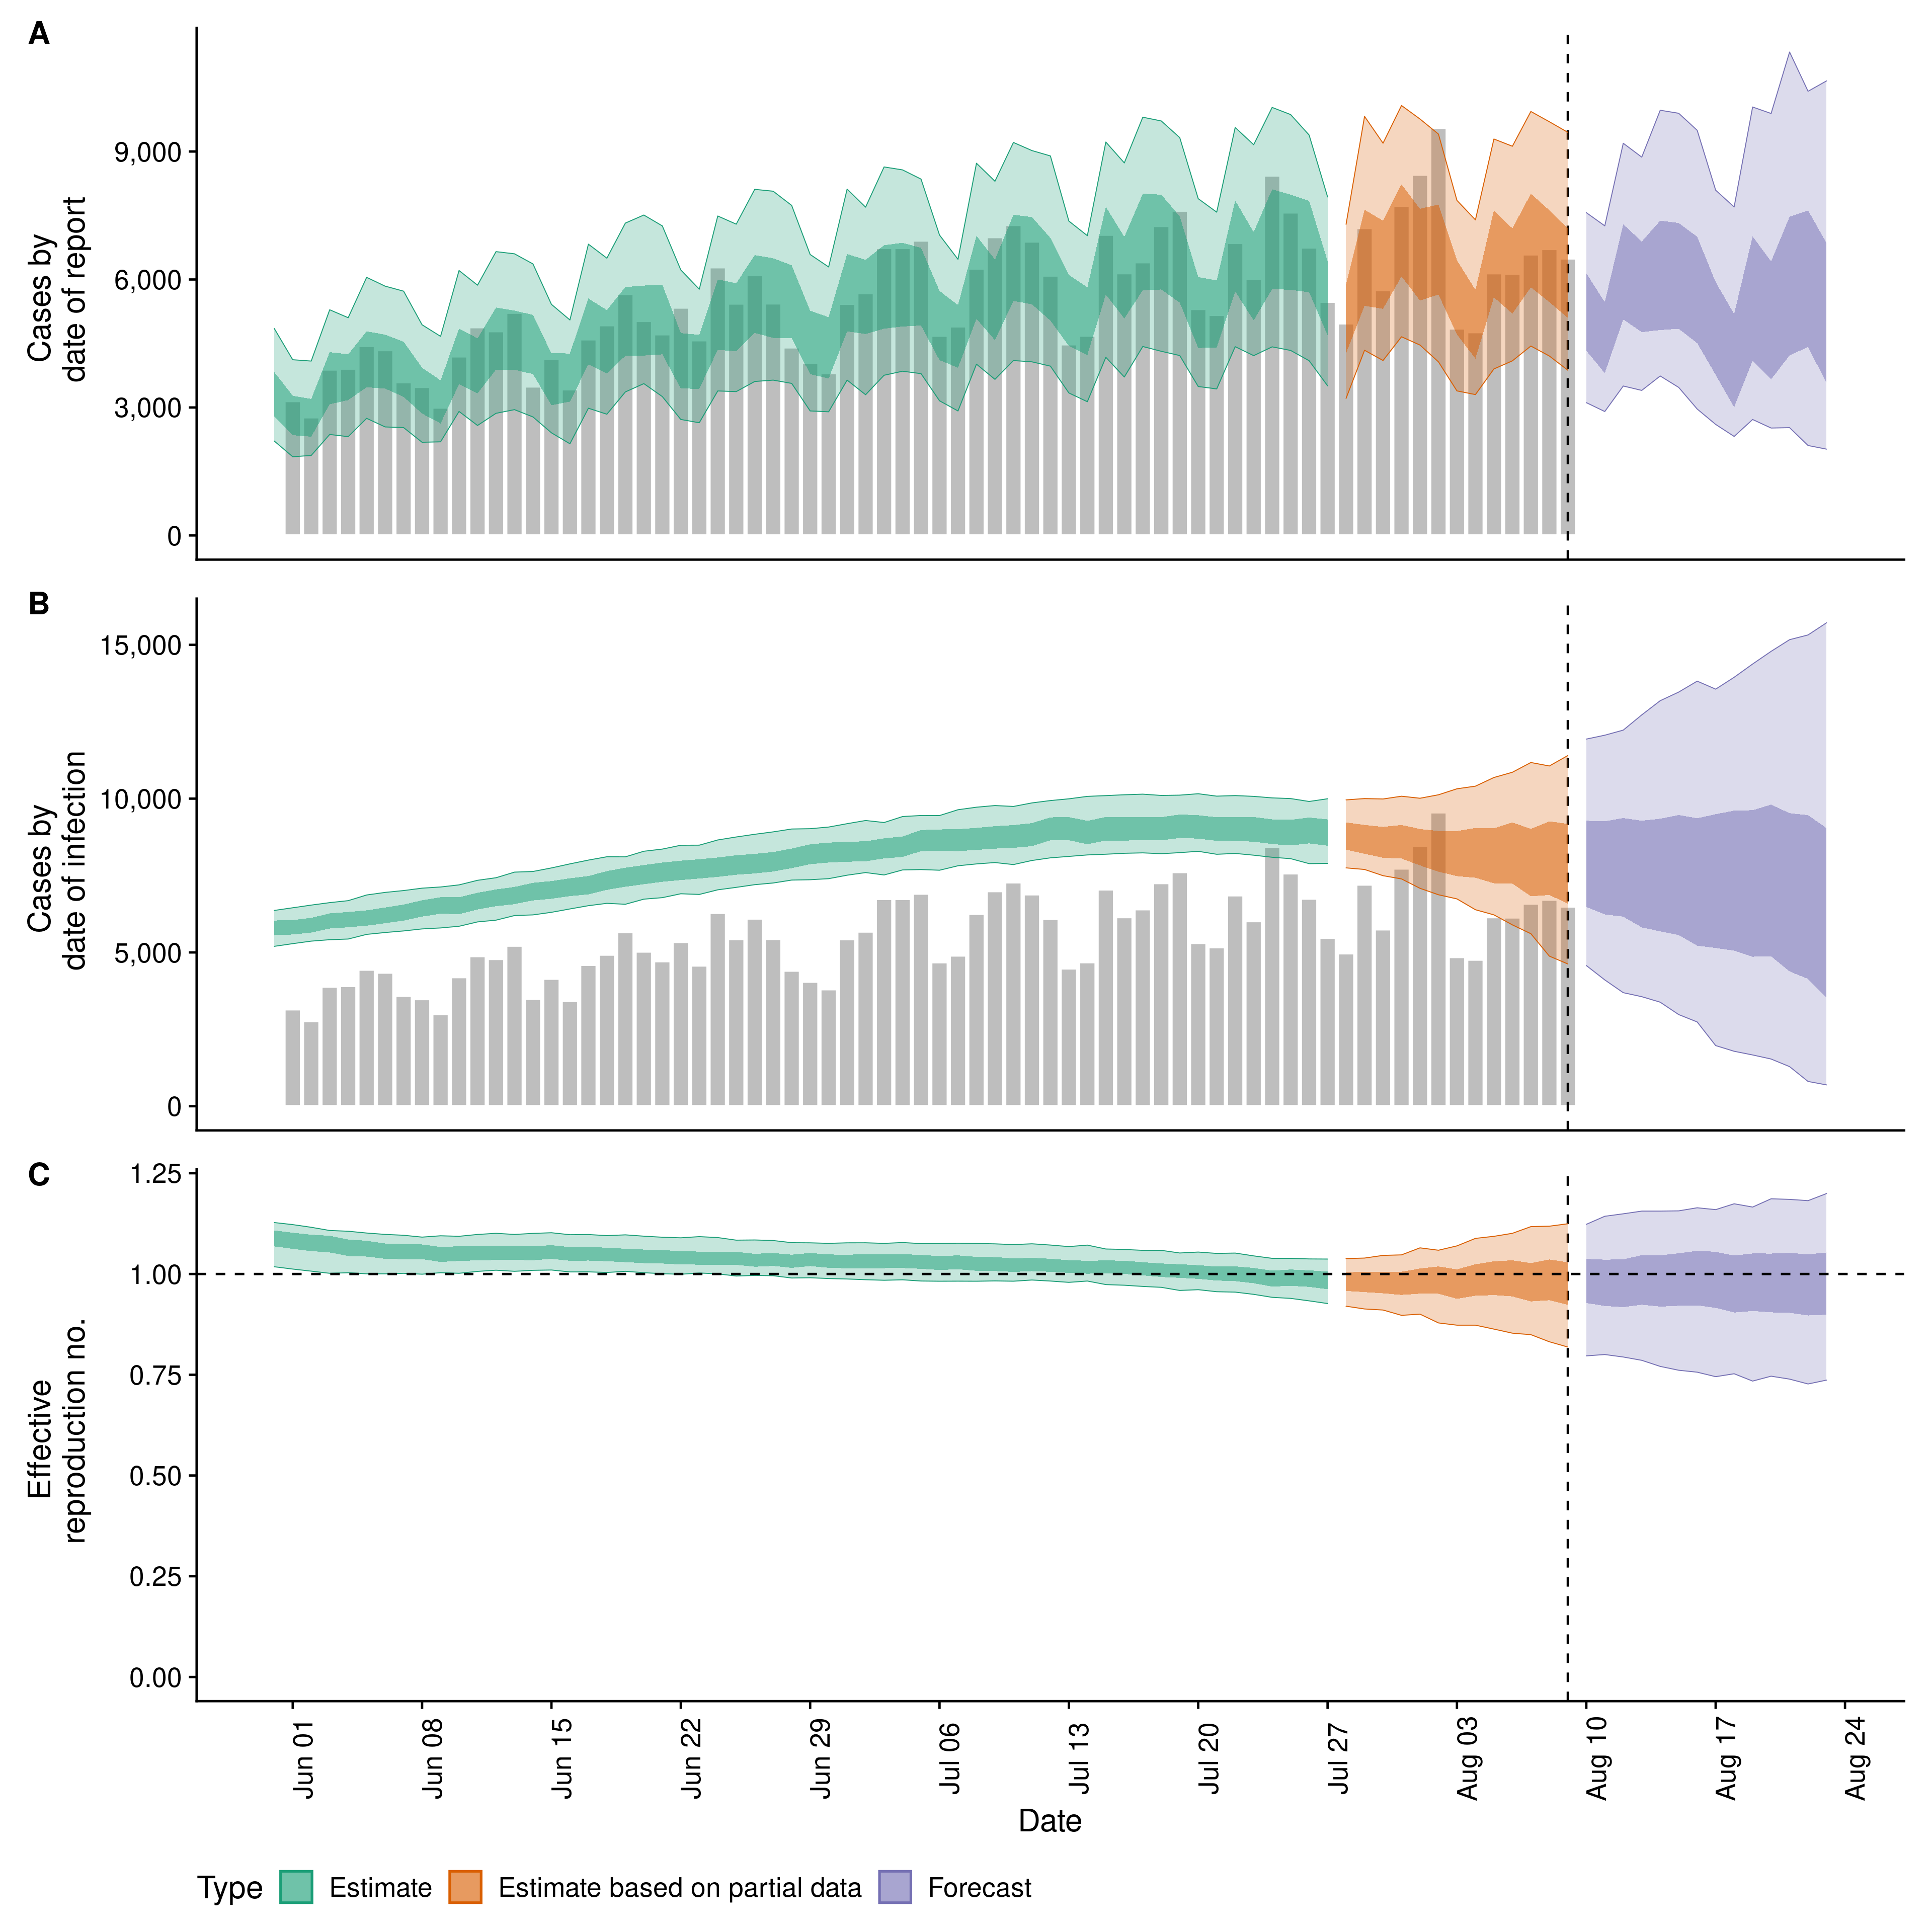 A
Cases by
date of report
9,000
6,000
3,000
0
B
Cases by
date of infection
15,000
10,000
5,000
0
C
Effective
reproduction no.
1.25
1.00
0.75
0.50
0.25
0.00
Jun 01
Jun 08
Jun 15
Jun 22
Jun 29
Jul 06
Jul 13
Jul 20
Jul 27
Aug 03
Aug 10
Aug 17
Aug 24
Date
Type Estimate Estimate based on partial data Forecast